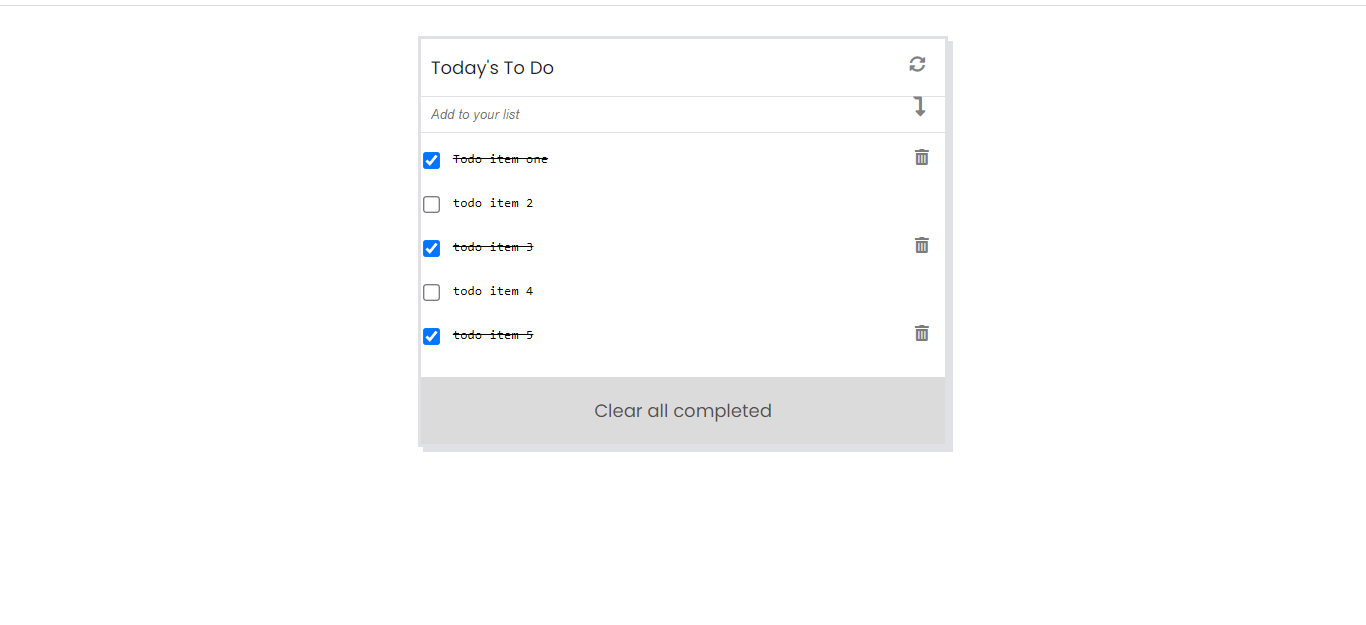 Today's To Do
Add to your list
Todo item one
todo item 2
todo item 3
todo item 4
todo item 5
Clear all completed